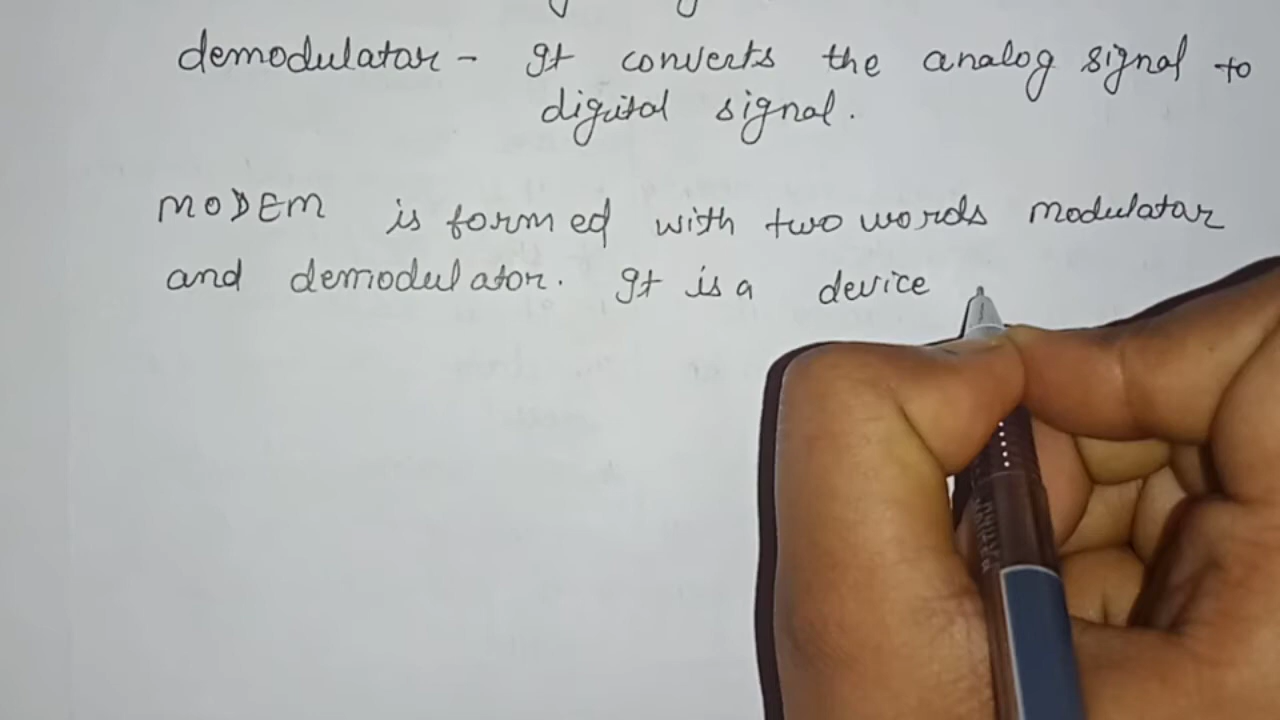 demodulatar - It converts the analog signal to
digital signal.
MODEM is formed with two words modulatar
and demodulator. It is a device